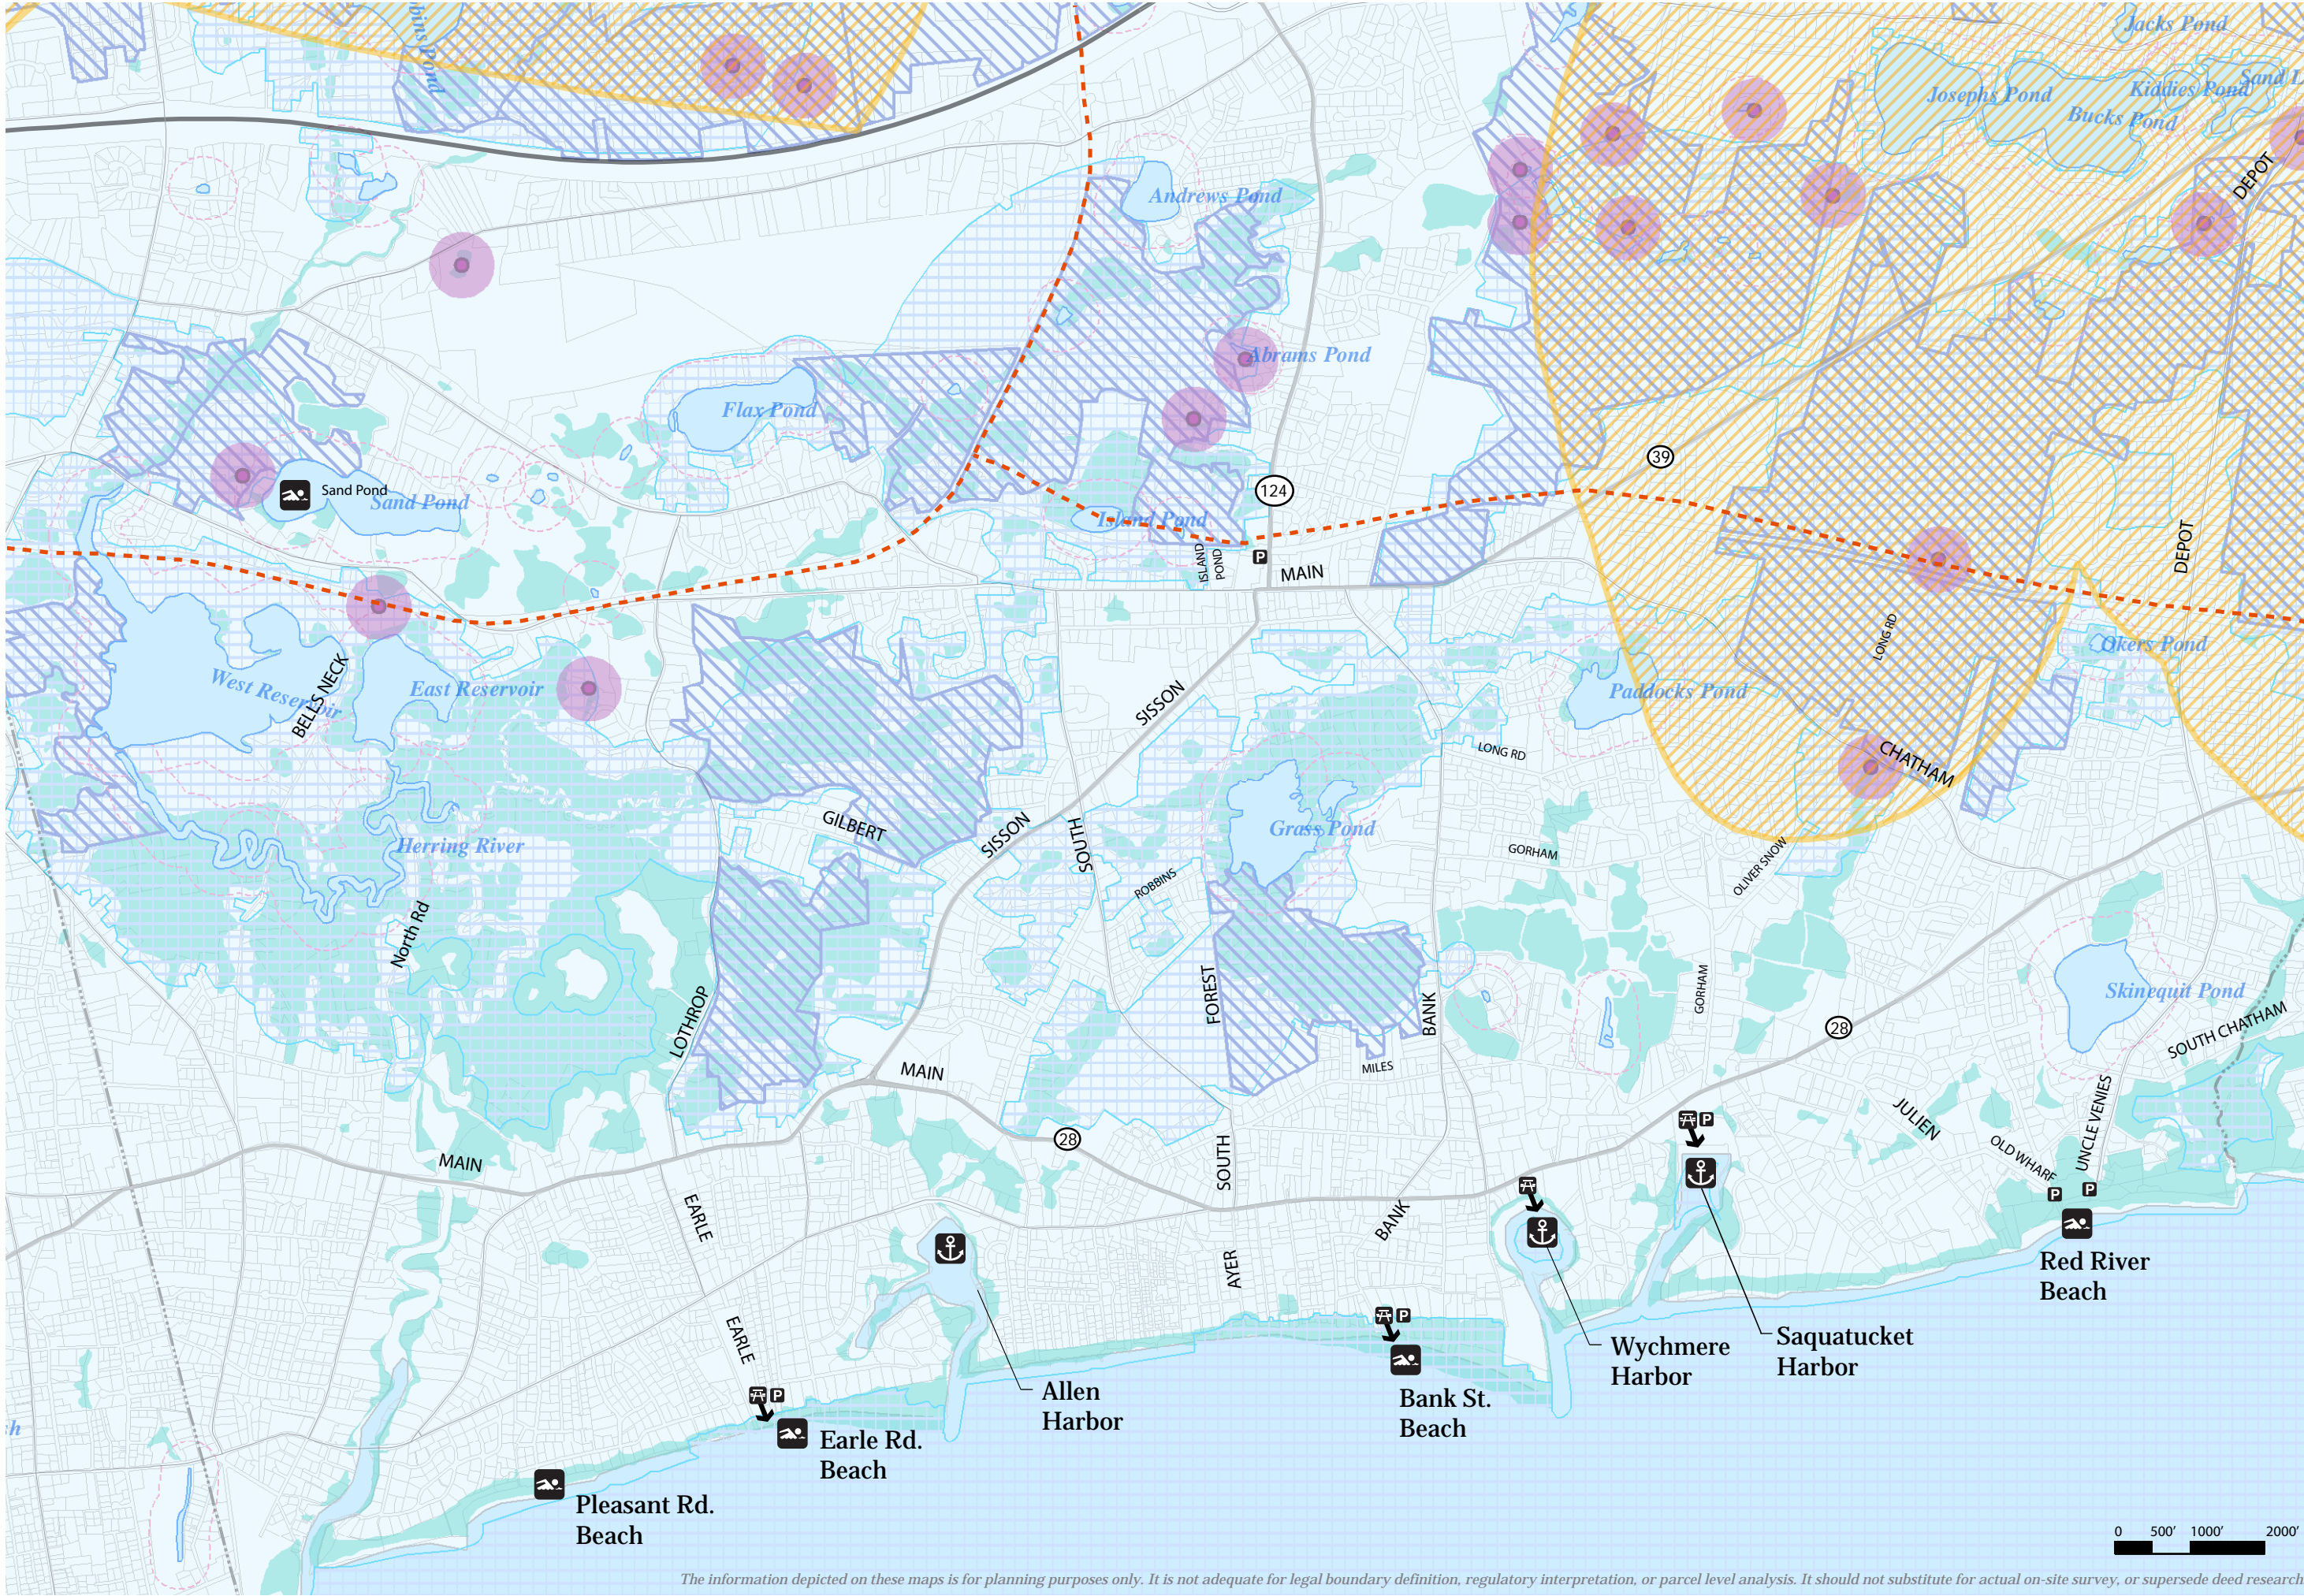 Jacks Pond
Sand L
Kiddies Pond
Josephs Pond
Bucks Pond
bins Pond
DEPOT
Andrews Pond
Abrams Pond
Flax Pond
39
Sand Pond
Sand Pond
124
Island Pond
ISLAND
POND
P
MAIN
DEPOT
LONG RD
Okers Pond
West Reservoir
BELLS NECK
East Reservoir
SISSON
Paddocks Pond
LONG RD
CHATHAM
GILBERT
SISSON
SOUTH
Grass Pond
Herring River
GORHAM
OLIVER SNOW
ROBBINS
North Rd
LOTHROP
FOREST
BANK
GORHAM
Skinequit Pond
SOUTH CHATHAM
28
MAIN
MILES
JULIEN
UNCLE VENIES
P
28
OLD WHARF
MAIN
SOUTH
P
P
EARLE
BANK
AYER
Red River
Beach
EARLE
P
Wychmere
Harbor
Saquatucket
Harbor
Allen
Harbor
Bank St.
Beach
P
sh
Earle Rd.
Beach
Pleasant Rd.
Beach
0 500′ 1000′ 2000′
The information depicted on these maps is for planning purposes only. It is not adequate for legal boundary definition, regulatory interpretation, or parcel level analysis. It should not substitute for actual on-site survey, or supersede deed research